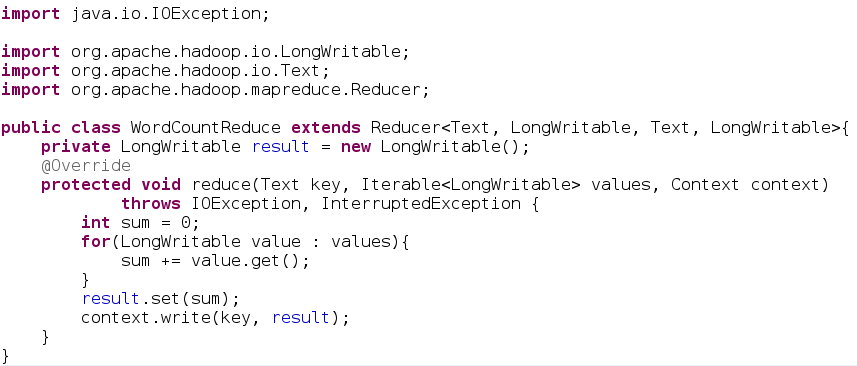 import java.io.IOException;
import org.apache.hadoop.io.LongWritable;
import org.apache.hadoop.io.Text;
import org.apache.hadoop.mapreduce.Reducer;
public class WordCountReduce extends Reducer<Text, LongWritable, Text, LongWritable>{
    private LongWritable result = new LongWritable();
    @Override
    protected void reduce(Text key, Iterable<LongWritable> values, Context context)
            throws IOException, InterruptedException {
        int sum = 0;
        for(LongWritable value : values){
            sum += value.get();
        }
        result.set(sum);
        context.write(key, result);
    }
}